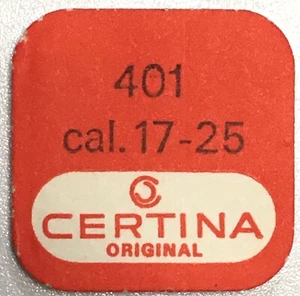 401
cal. 17-25
CERTINA
ORIGINAL